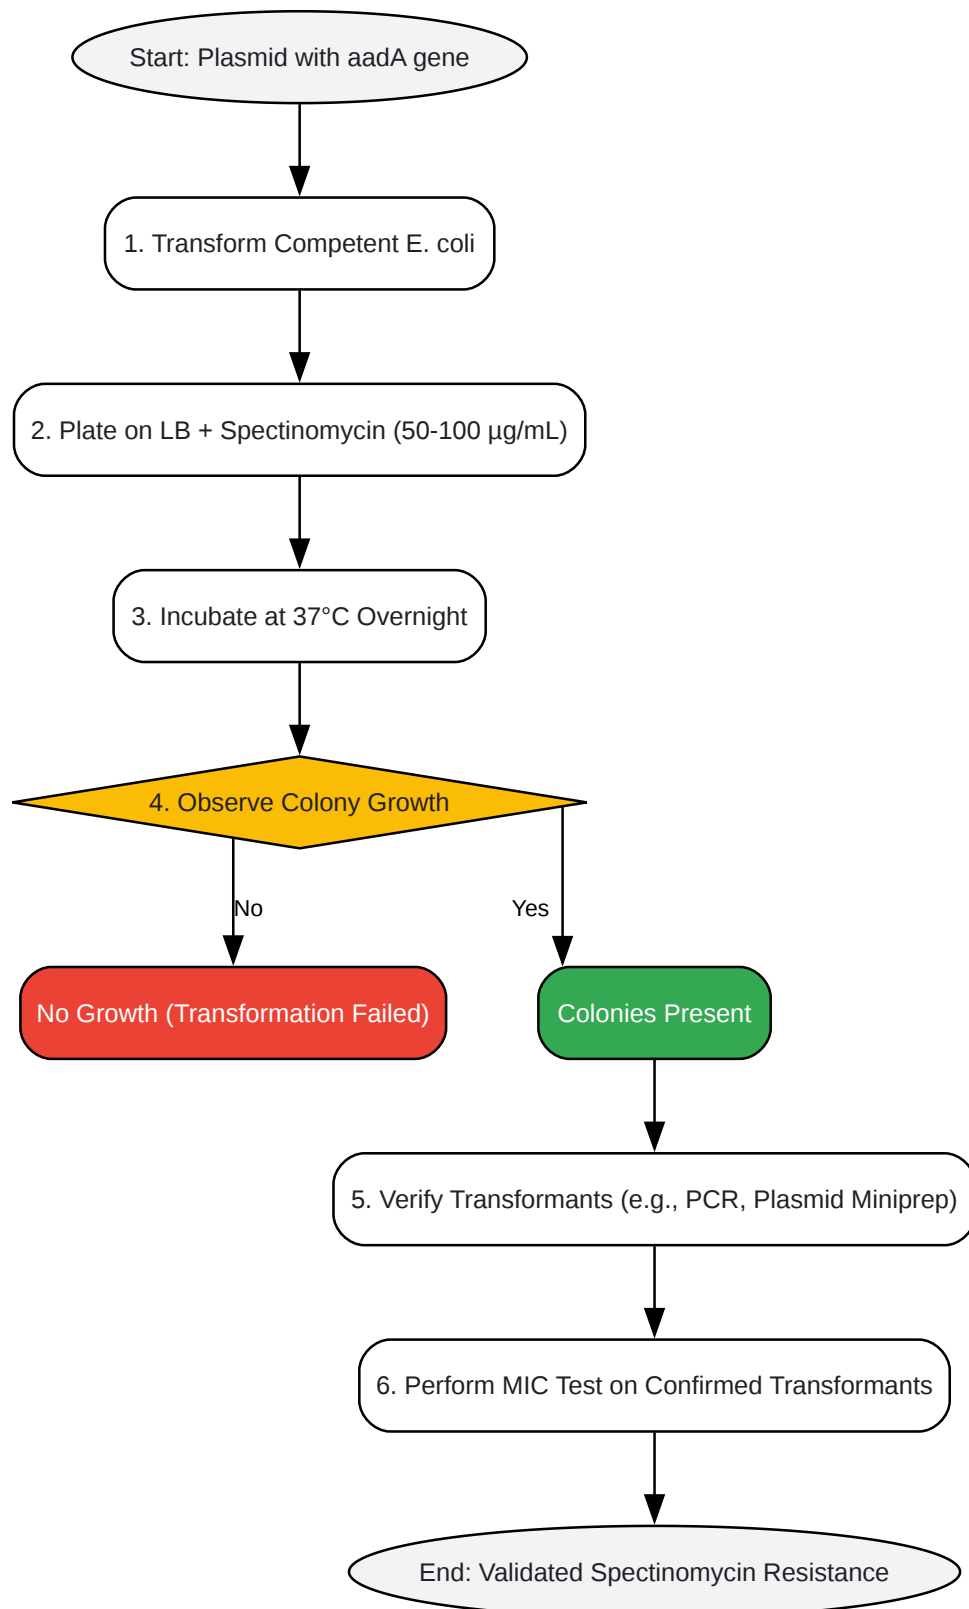 Start: Plasmid with aadA gene
1. Transform Competent E. coli
2. Plate on LB + Spectinomycin (50-100 µg/mL)
3. Incubate at 37°C Overnight
4. Observe Colony Growth
No
Yes
No Growth (Transformation Failed)
Colonies Present
5. Verify Transformants (e.g., PCR, Plasmid Miniprep)
6. Perform MIC Test on Confirmed Transformants
End: Validated Spectinomycin Resistance